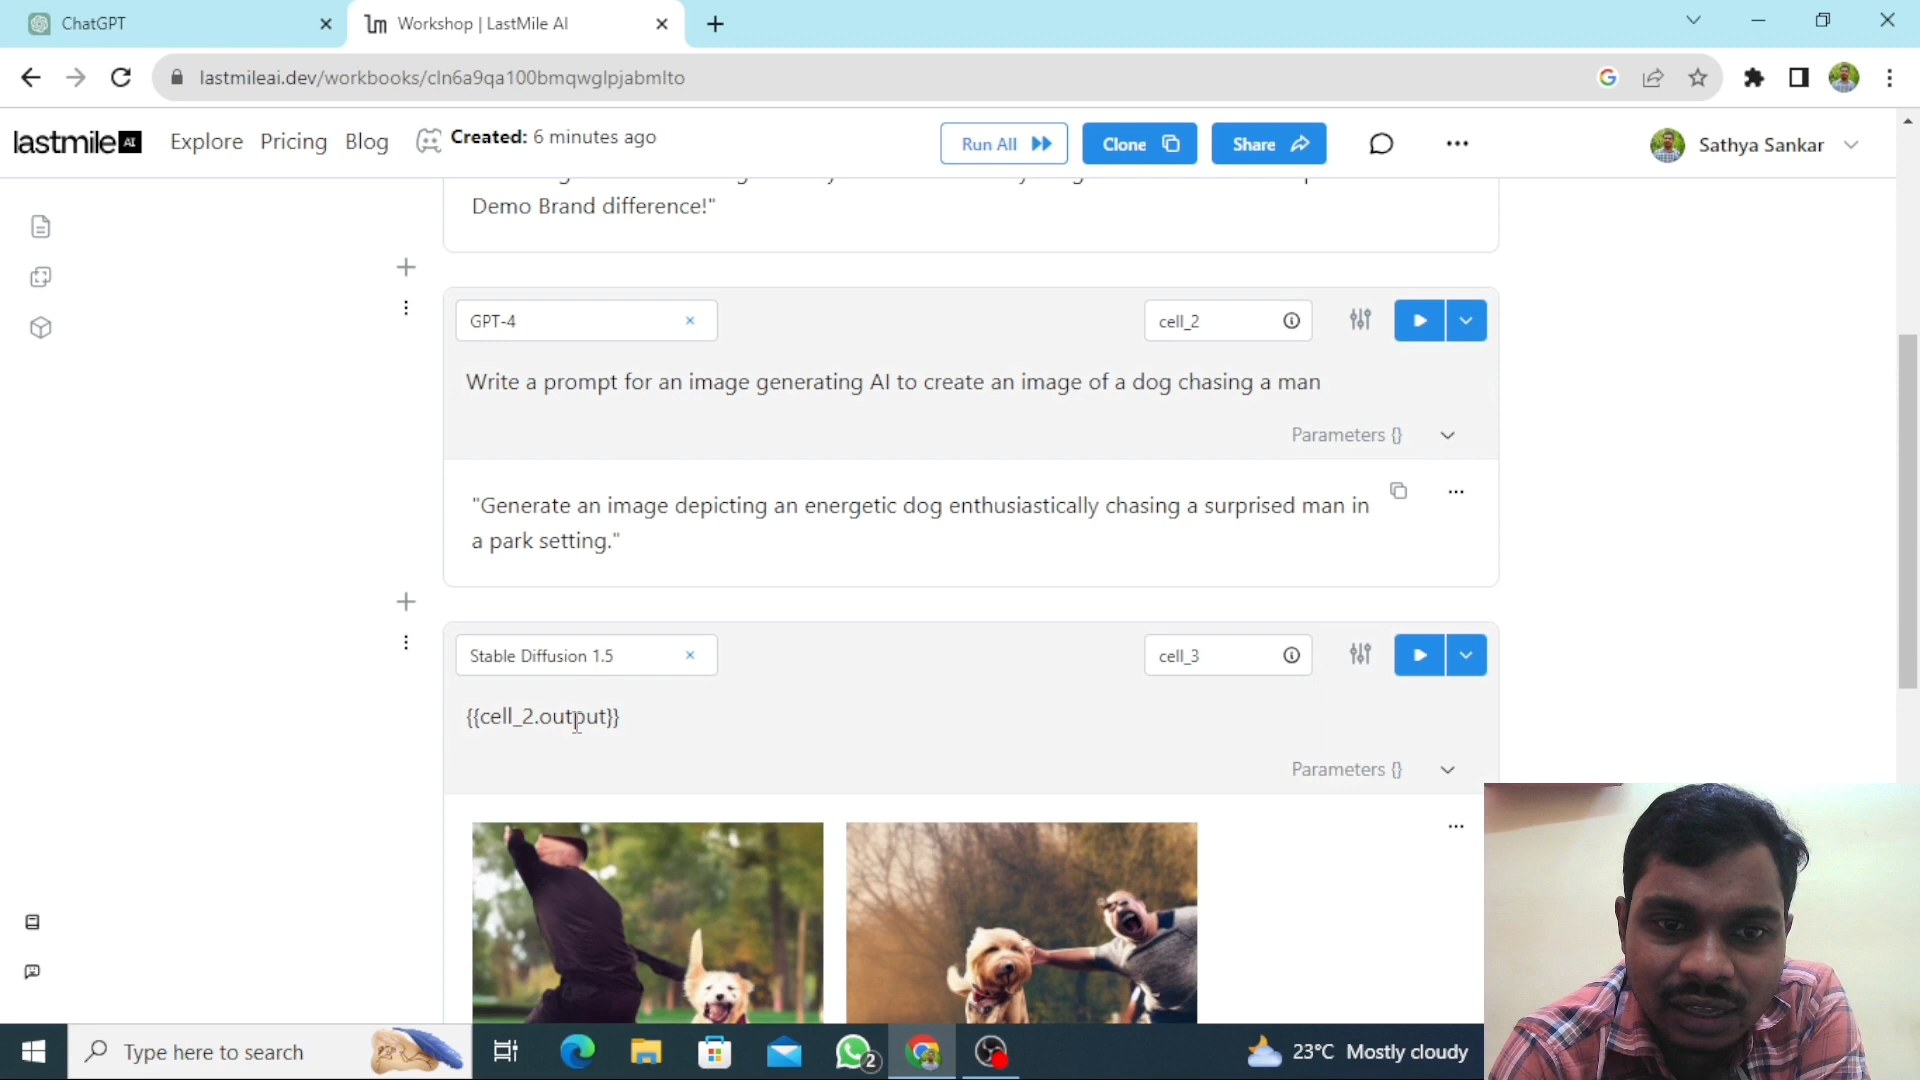 ChatGPT
Workshop | LastMile AI
lastmileai.dev/workbooks/cln6a9qa100bmqwglpjabmlto
lastmile AI
Explore
Pricing
Blog
Created: 6 minutes ago
Run All
Clone
Share
Sathya Sankar
Demo Brand difference!"
GPT-4
cell_2
Write a prompt for an image generating AI to create an image of a dog chasing a man
Parameters {}
"Generate an image depicting an energetic dog enthusiastically chasing a surprised man in
a park setting."
Stable Diffusion 1.5
cell_3
{{cell_2.output}}
Parameters {}
Type here to search
2
23°C Mostly cloudy